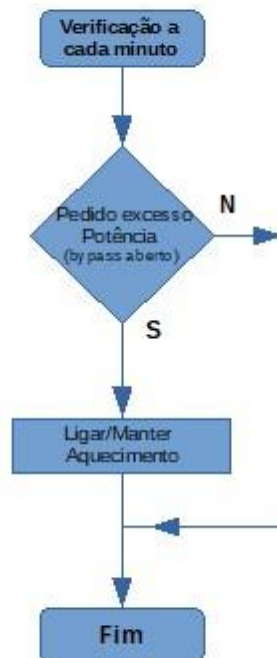 Verificação a
cada minuto
Pedido excesso
Potência
(by pass aberto)
N
S
Ligar/Manter
Aquecimento
Fim